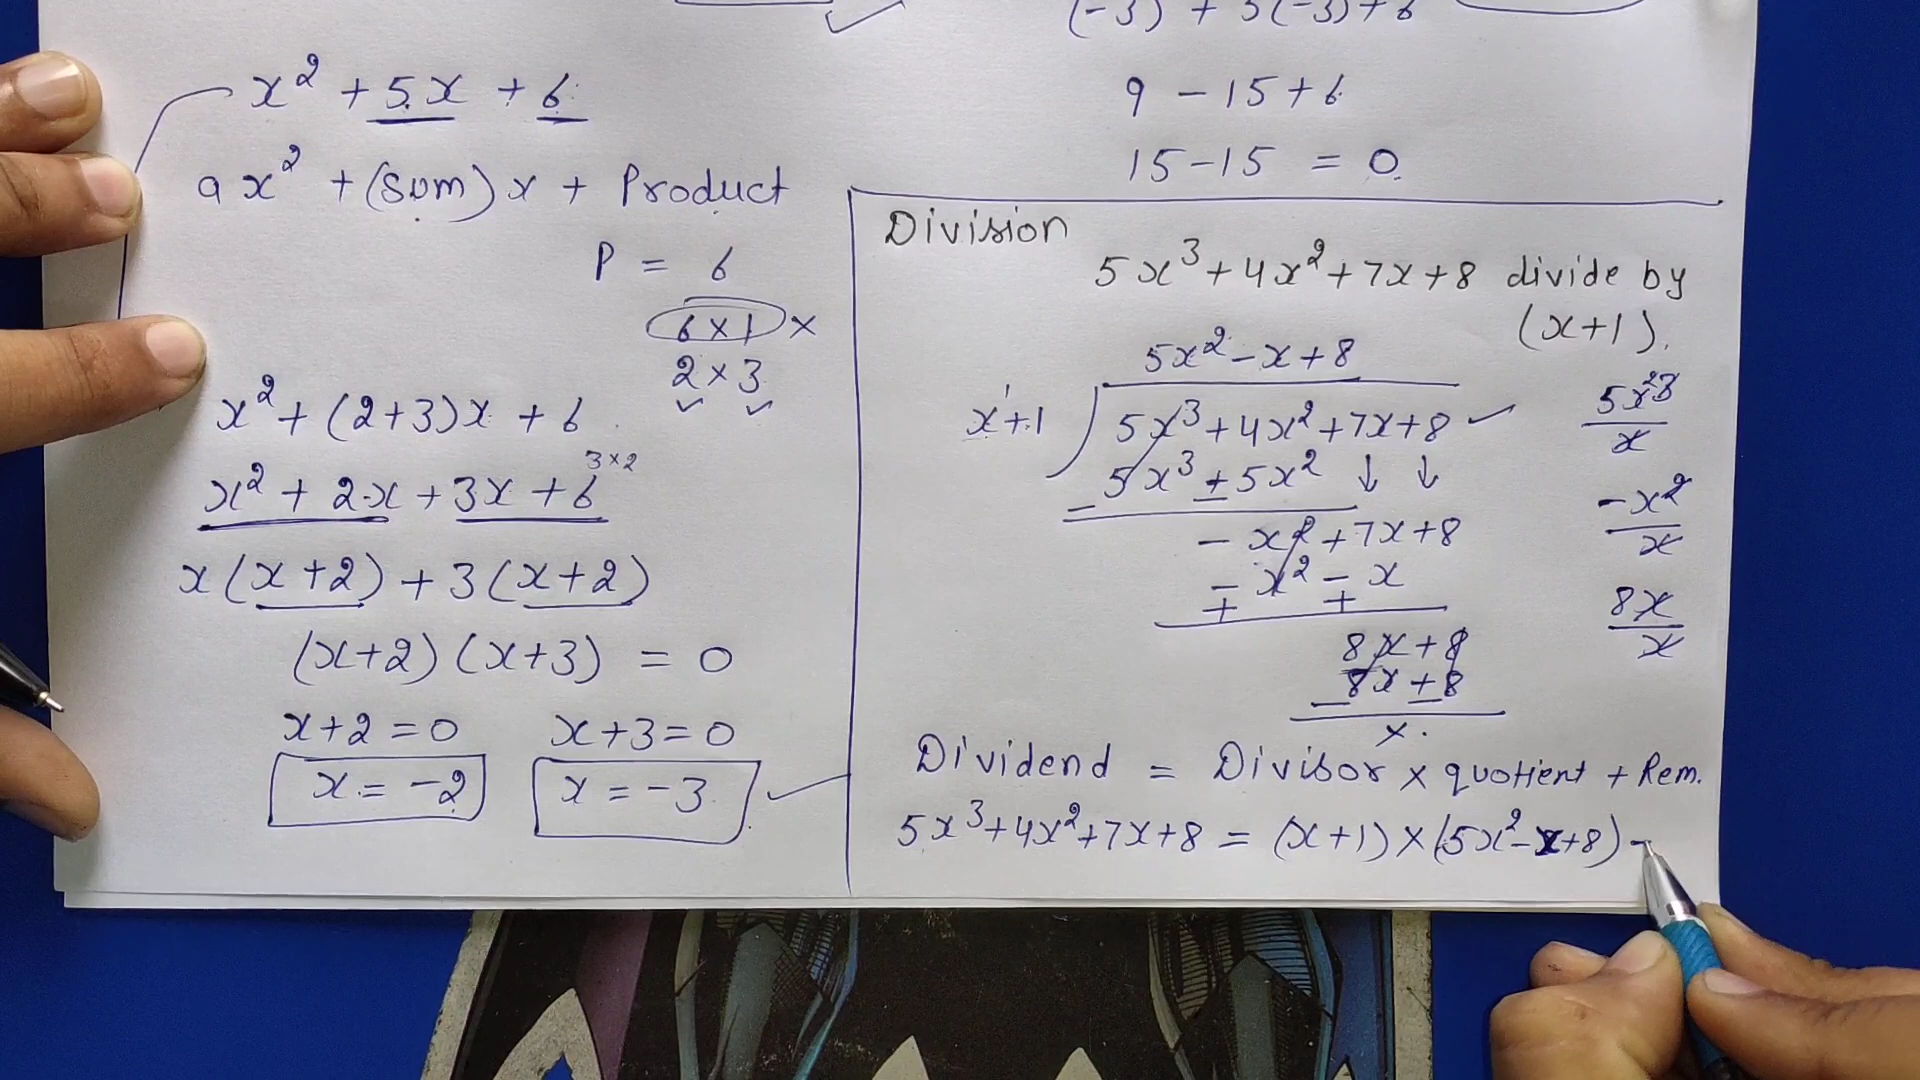 x² + 5x + 6
ax² + (Sum)x + Product
P = 6
6 × 1 ×
2 × 3
x² + (2+3)x + 6
3×2
x² + 2x + 3x + 6
x(x+2) + 3(x+2)
(x+2)(x+3) = 0
x+2=0 x+3=0
x = -2 x = -3
(-3) + 5(-3)+6
9 - 15+6
15-15 = 0
Division
5x³+4x²+7x+8 divide by
(x+1).
5x²-x+8
x+1 5x³+4x²+7x+8
5x³+5x² ↓ ↓
-
- x²+7x+8
- x² - x
+ +
8x+8
8x+8
-
x.
5x³
x
-x²
x
8x
x
Dividend = Divisor × quotient + Rem.
5x³+4x²+7x+8 = (x+1)×(5x²-x+8) -